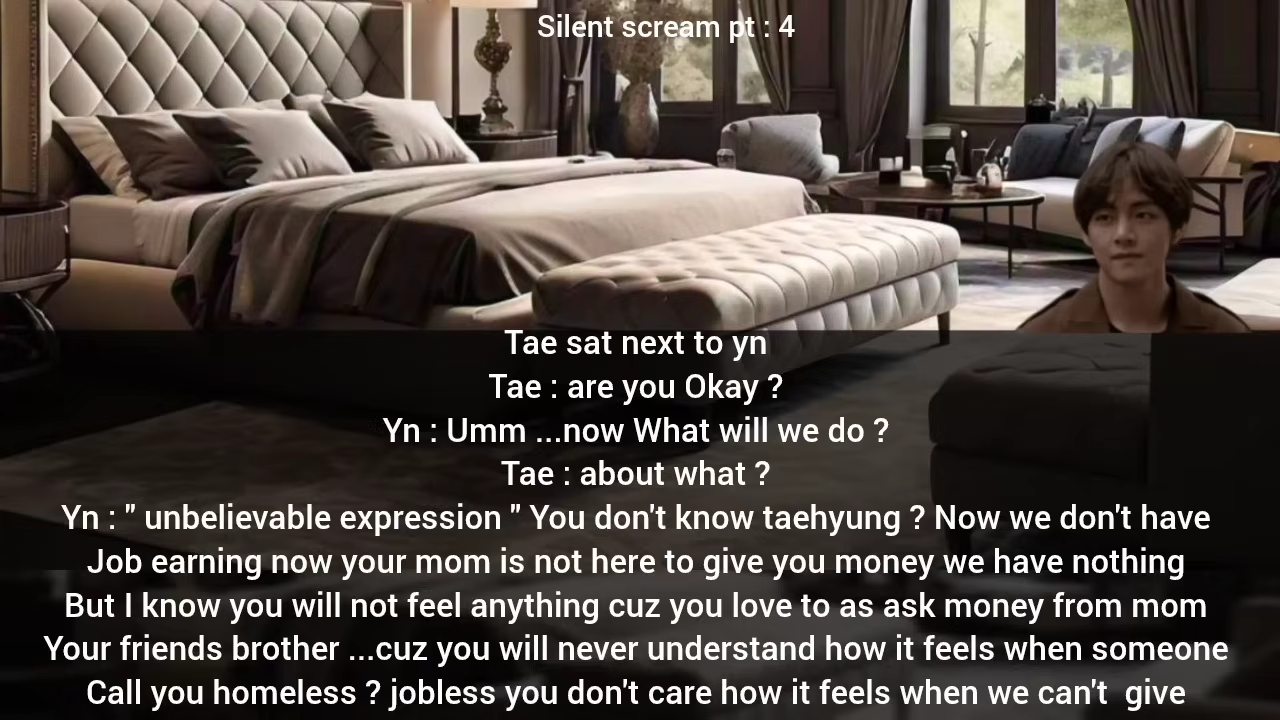 Silent scream pt : 4
Tae sat next to yn
Tae : are you Okay ?
Yn : Umm ...now What will we do ?
Tae : about what ?
Yn : " unbelievable expression " You don't know taehyung ? Now we don't have
Job earning now your mom is not here to give you money we have nothing
But I know you will not feel anything cuz you love to as ask money from mom
Your friends brother ...cuz you will never understand how it feels when someone
Call you homeless ? jobless you don't care how it feels when we can't  give